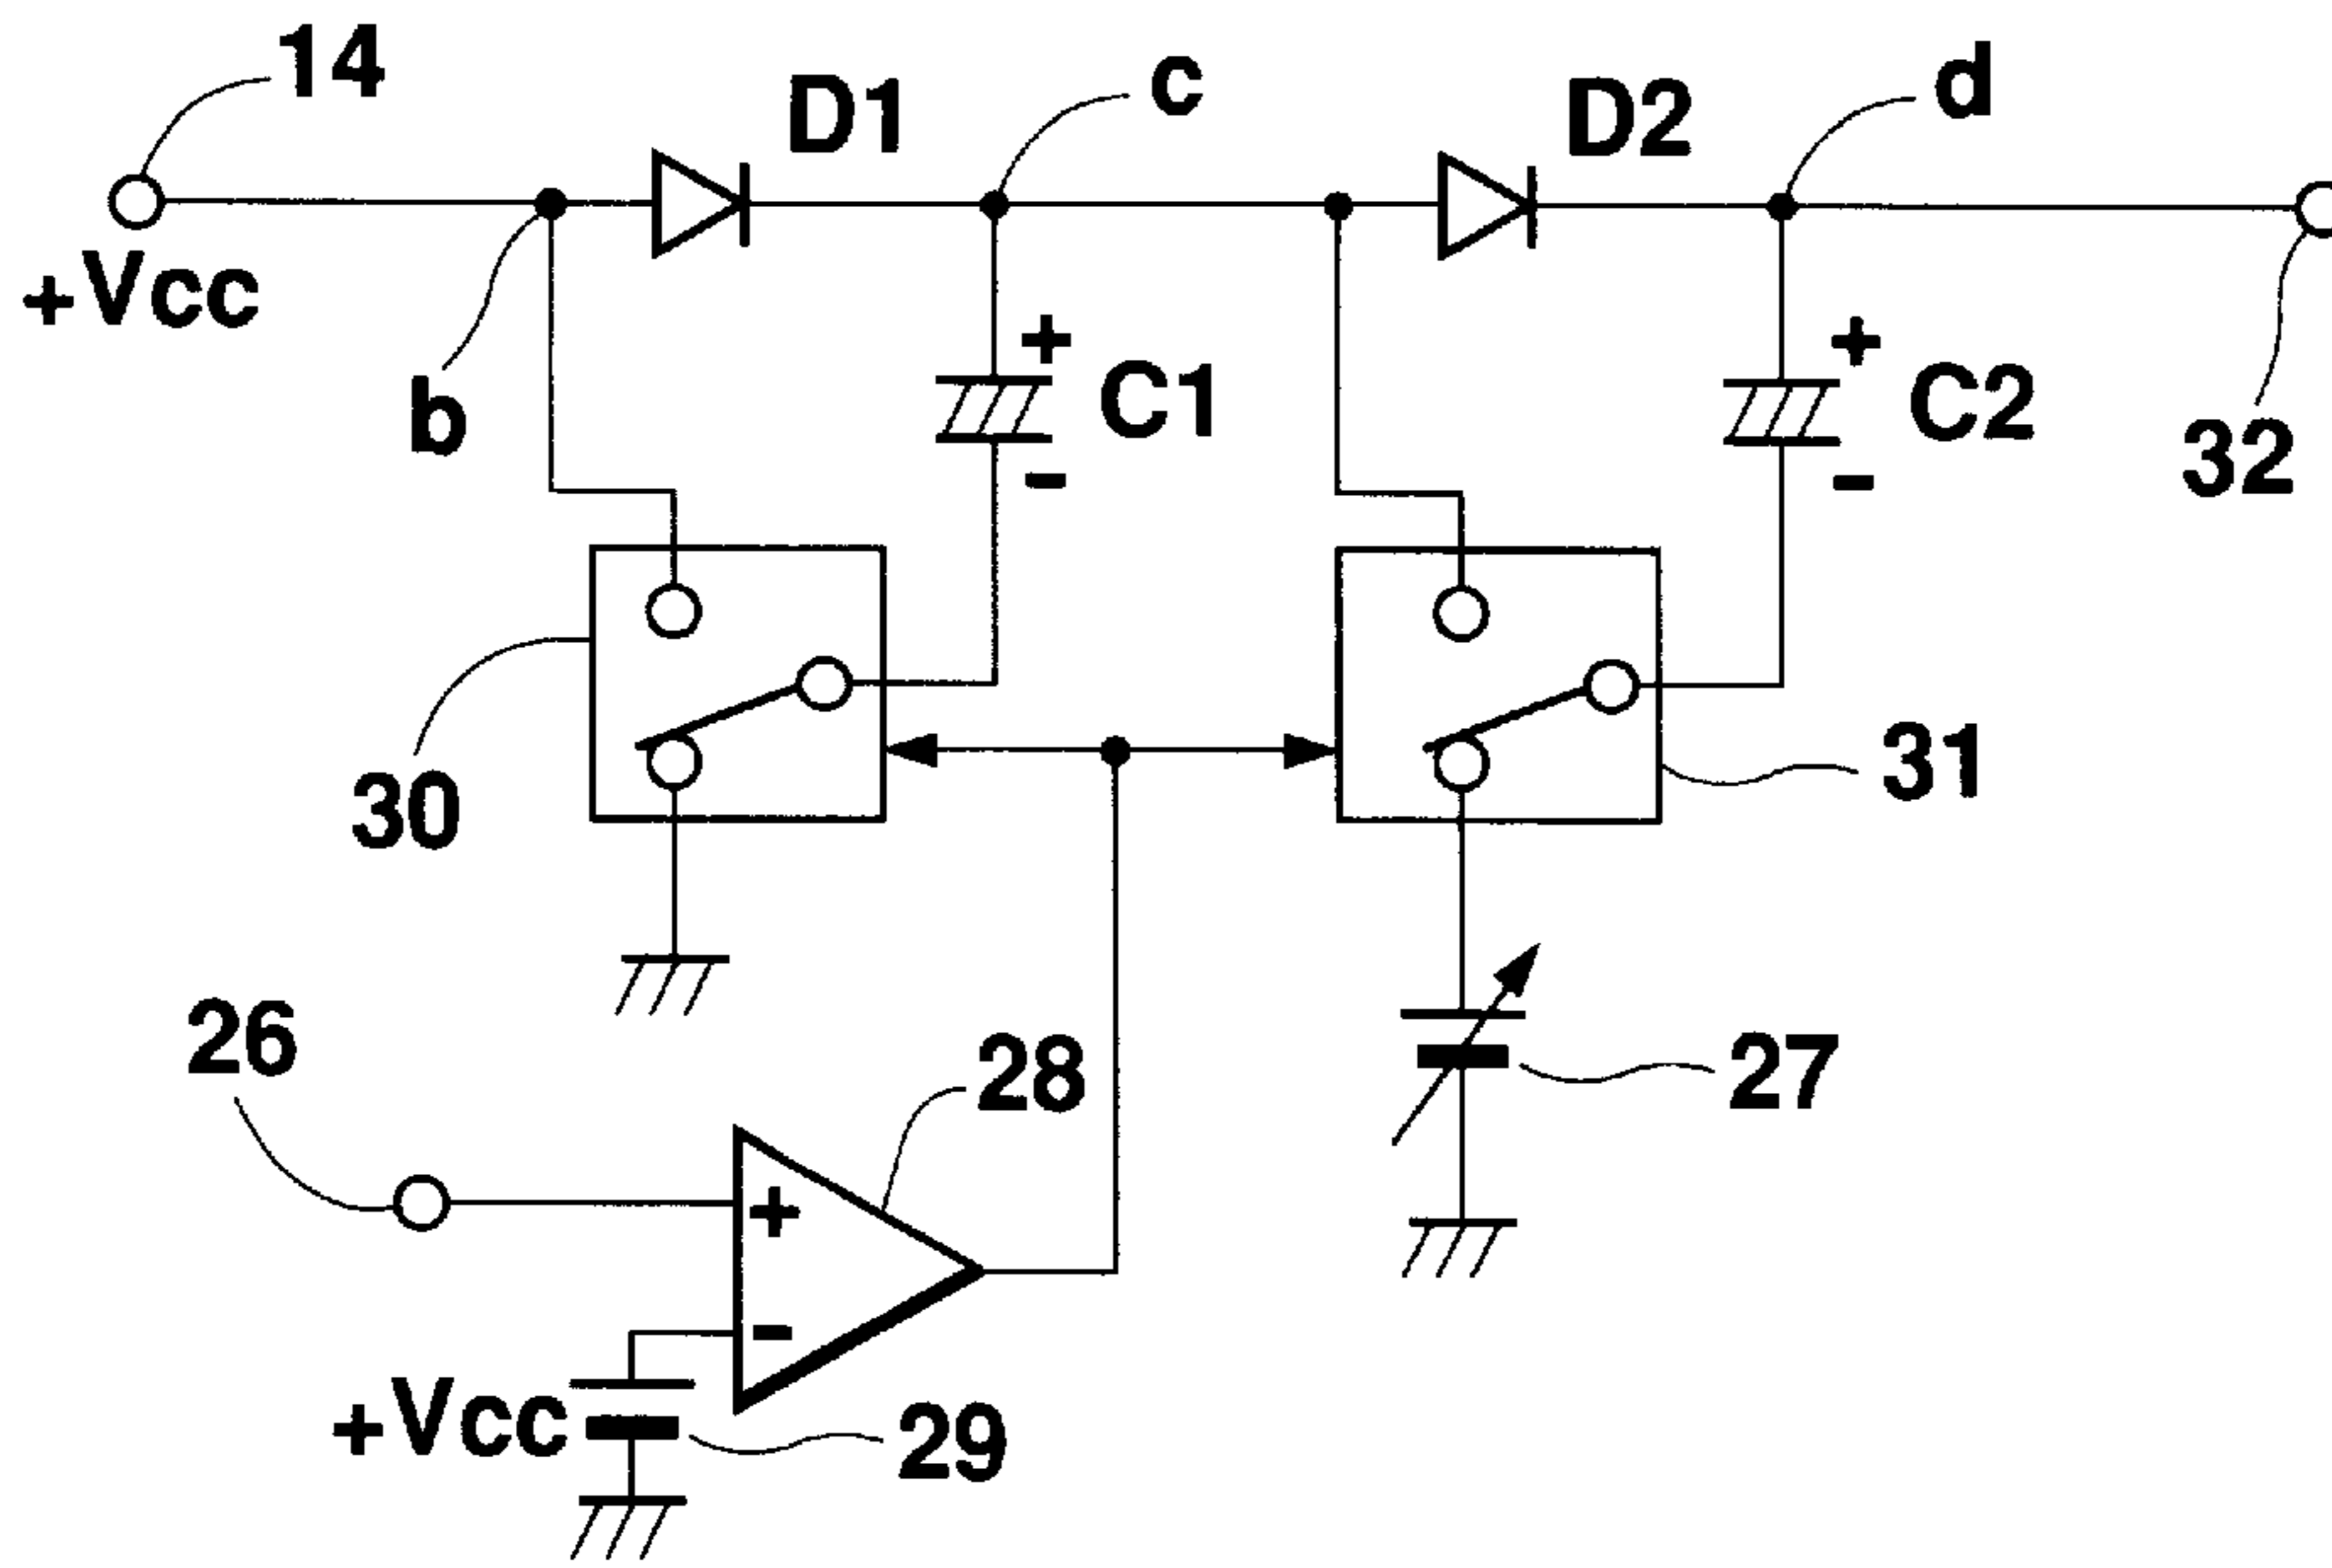 14
D1
c
D2
d
+Vcc
b
+
C1
-
+
C2
-
32
30
31
26
28
27
+
-
+Vcc
29